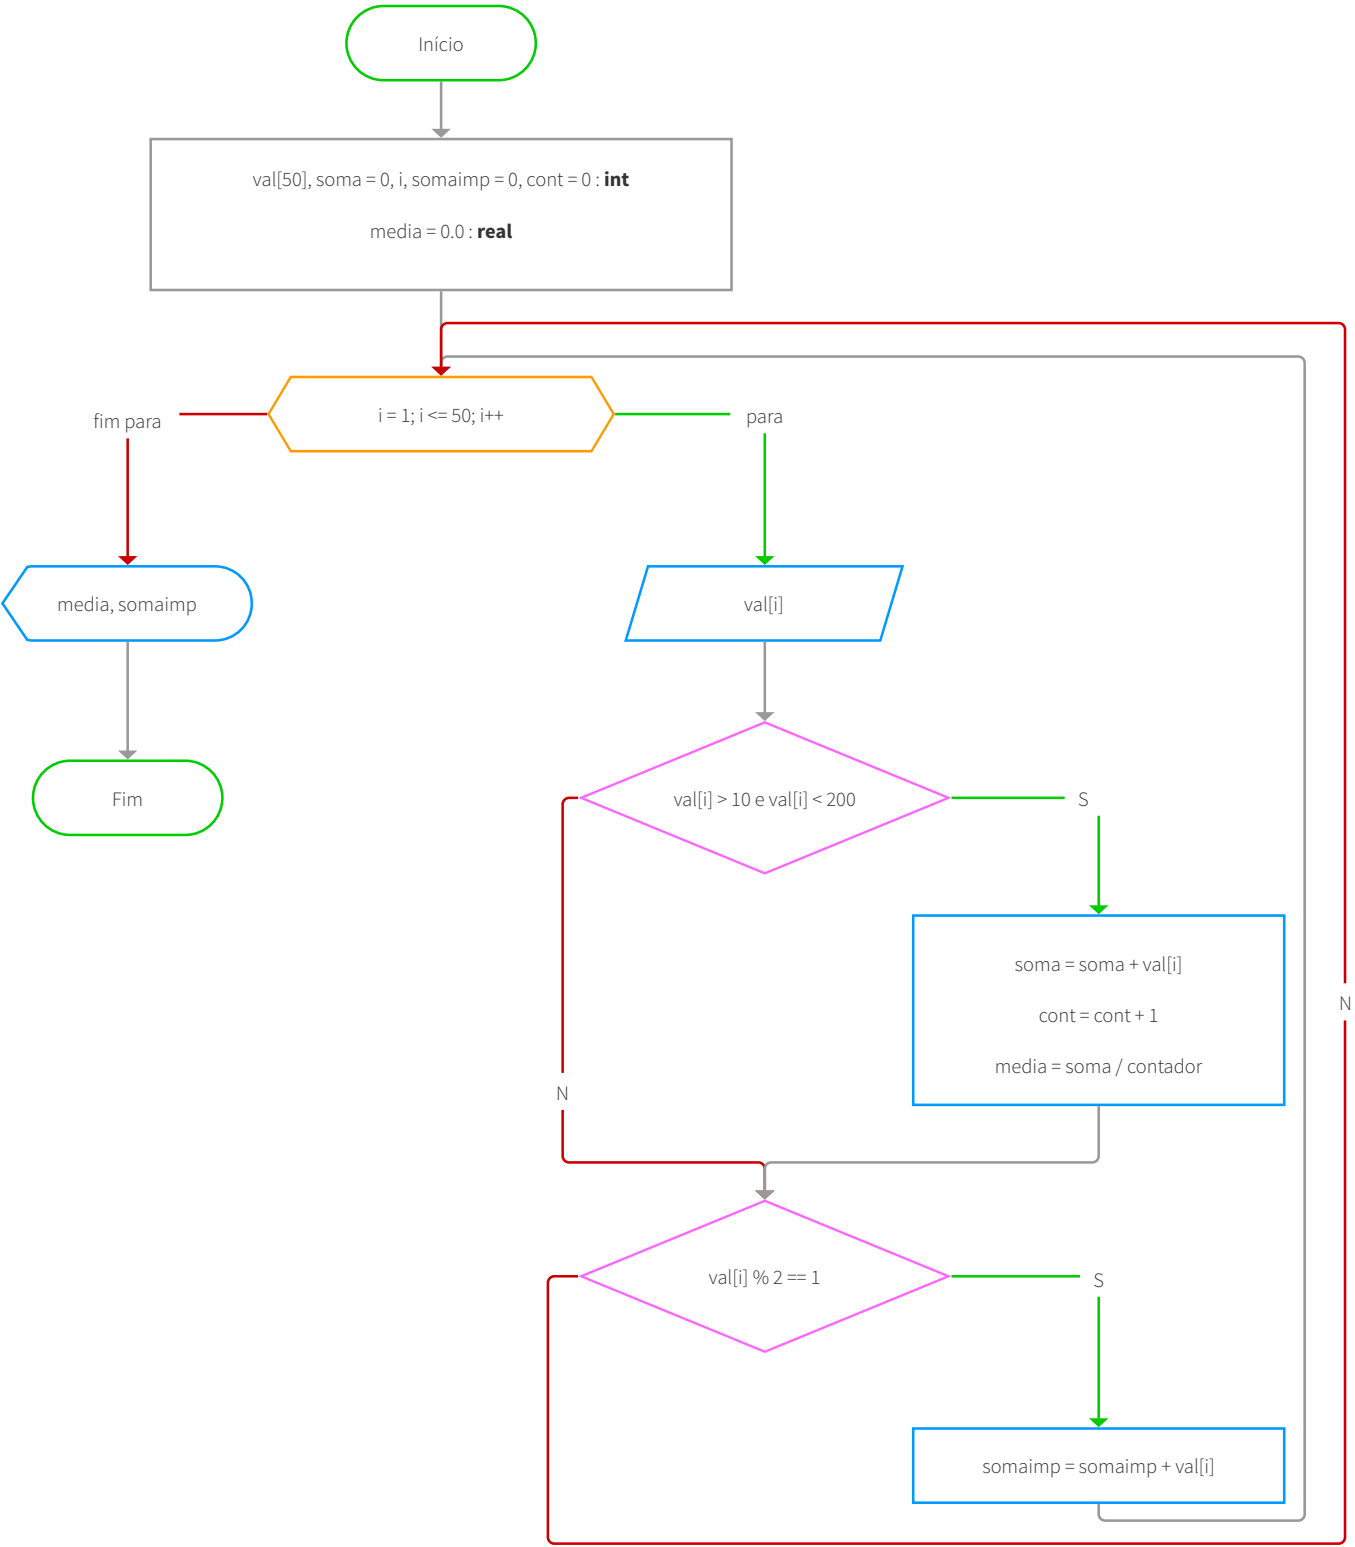 Início
val[50], soma = 0, i, somaimp = 0, cont = 0 : int
media = 0.0 : real
i = 1; i <= 50; i++
fim para
para
media, somaimp
val[i]
Fim
val[i] > 10 e val[i] < 200
S
soma = soma + val[i]
cont = cont + 1
media = soma / contador
N
N
val[i] % 2 == 1
S
somaimp = somaimp + val[i]